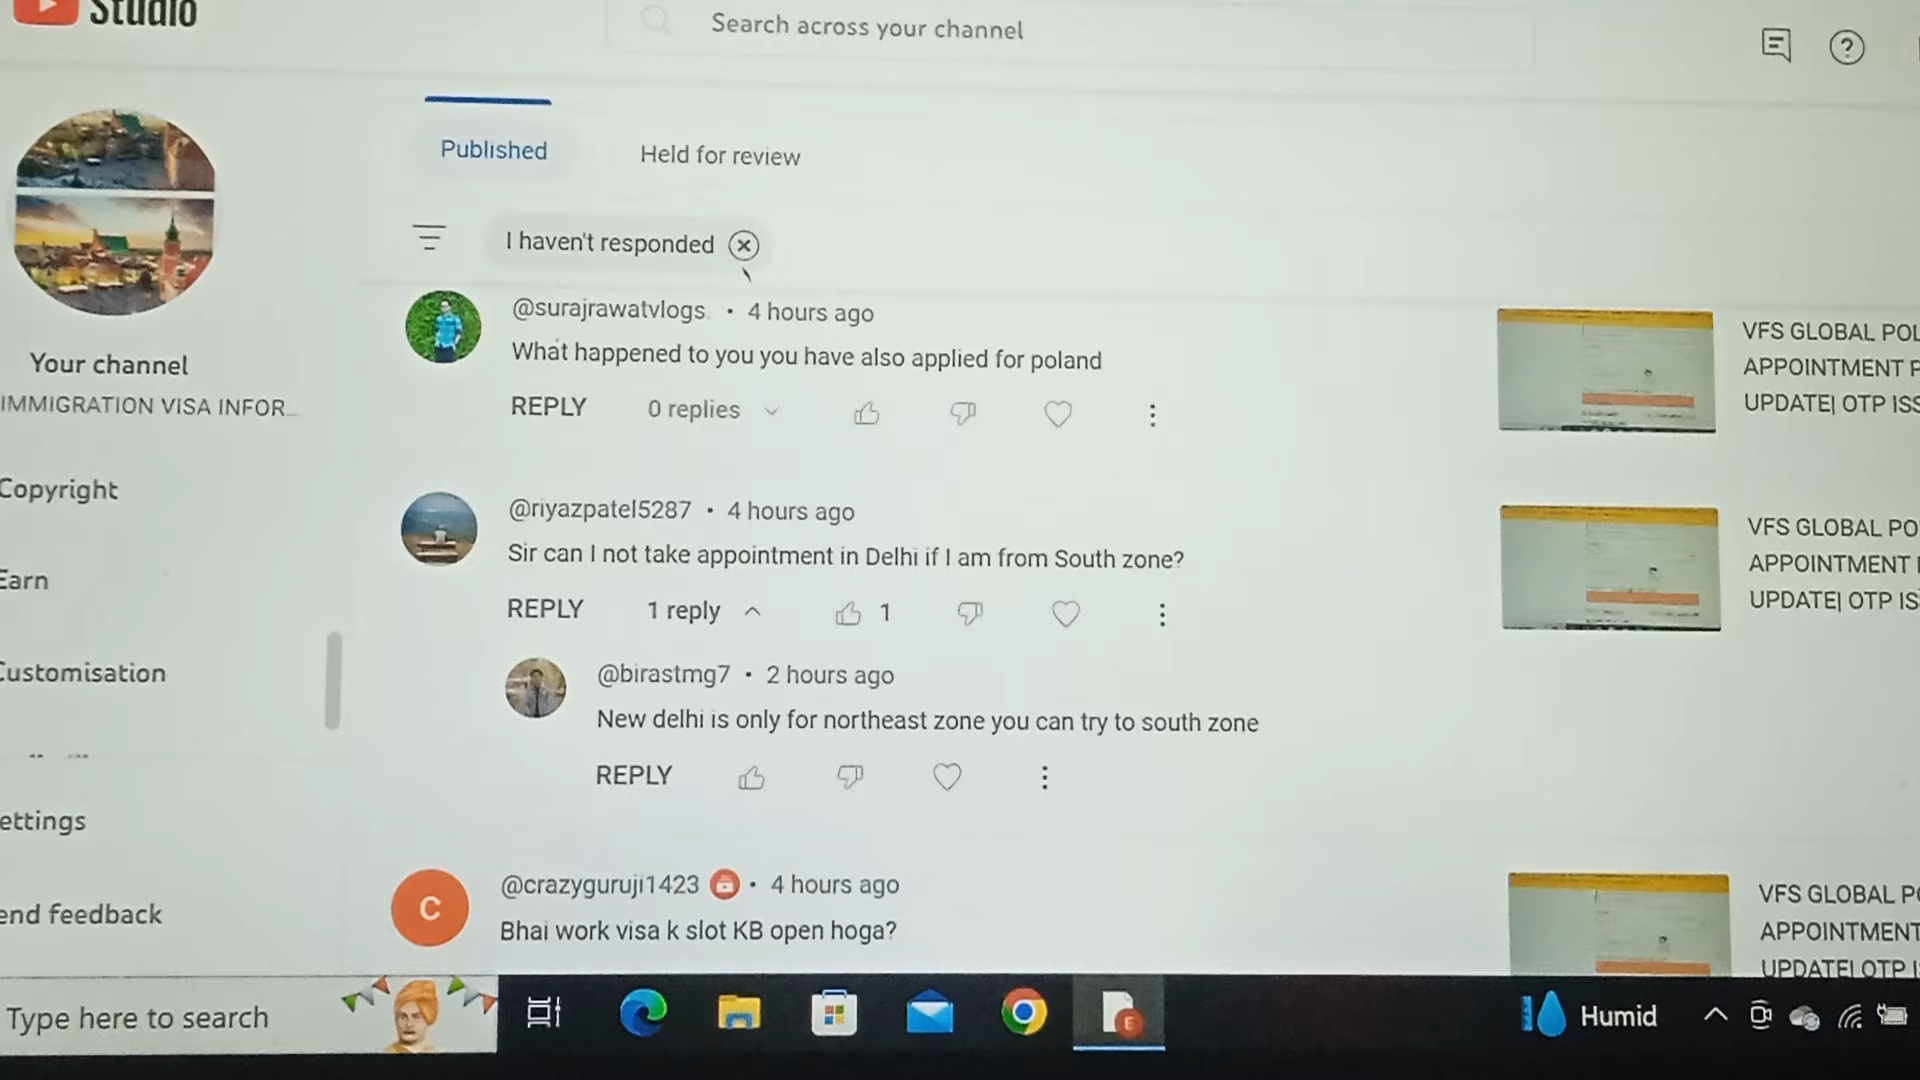 Studio
Search across your channel
Published
Held for review
I haven't responded
Your channel
IMMIGRATION VISA INFOR...
Copyright
Earn
Customisation
ettings
end feedback
@surajrawatvlogs. • 4 hours ago
What happened to you you have also applied for poland
REPLY 0 replies
VFS GLOBAL POL
APPOINTMENT P
UPDATE| OTP ISS
@riyazpatel5287 • 4 hours ago
Sir can I not take appointment in Delhi if I am from South zone?
REPLY 1 reply 1
VFS GLOBAL PO
APPOINTMENT
UPDATE| OTP IS
@birastmg7 • 2 hours ago
New delhi is only for northeast zone you can try to south zone
REPLY
C
@crazyguruji1423 • 4 hours ago
Bhai work visa k slot KB open hoga?
VFS GLOBAL PO
APPOINTMENT
UPDATE| OTP I
Type here to search
E
Humid